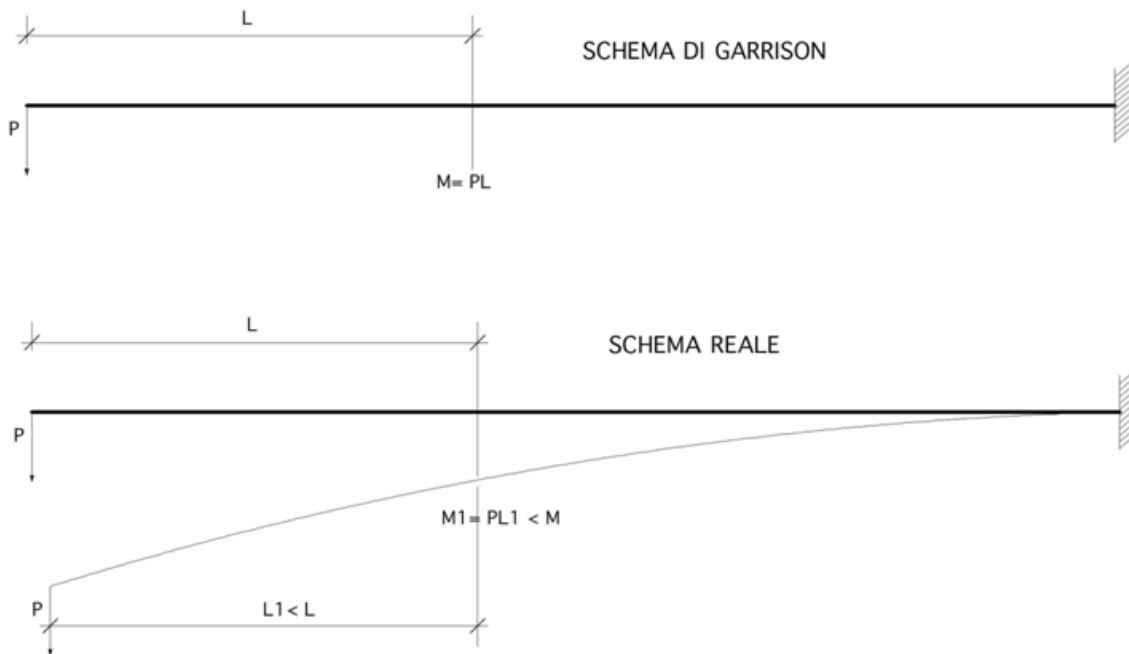 L
SCHEMA DI GARRISON
P
M= PL
L
SCHEMA REALE
P
M1= PL1 < M
P
L1< L